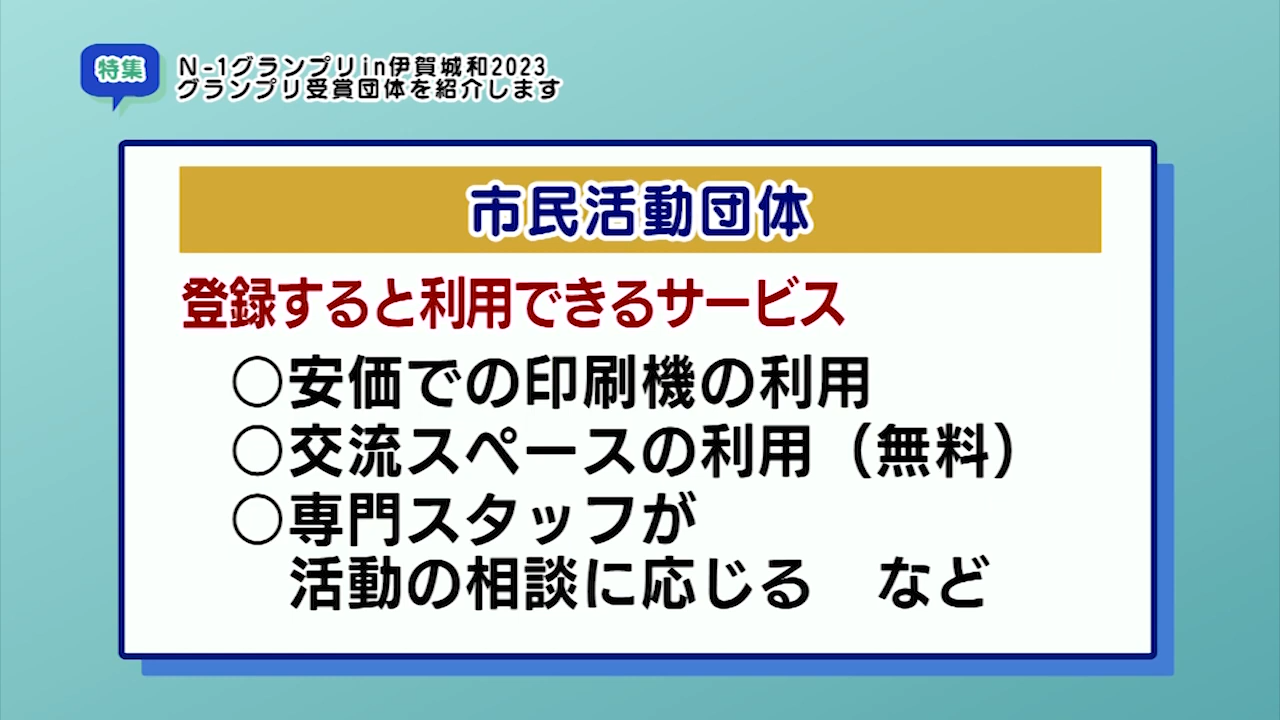 特集
N-1グランプリin伊賀城和2023
グランプリ受賞団体を紹介します
市民活動団体
登録すると利用できるサービス
○安価での印刷機の利用
○交流スペースの利用（無料）
○専門スタッフが
活動の相談に応じる　など